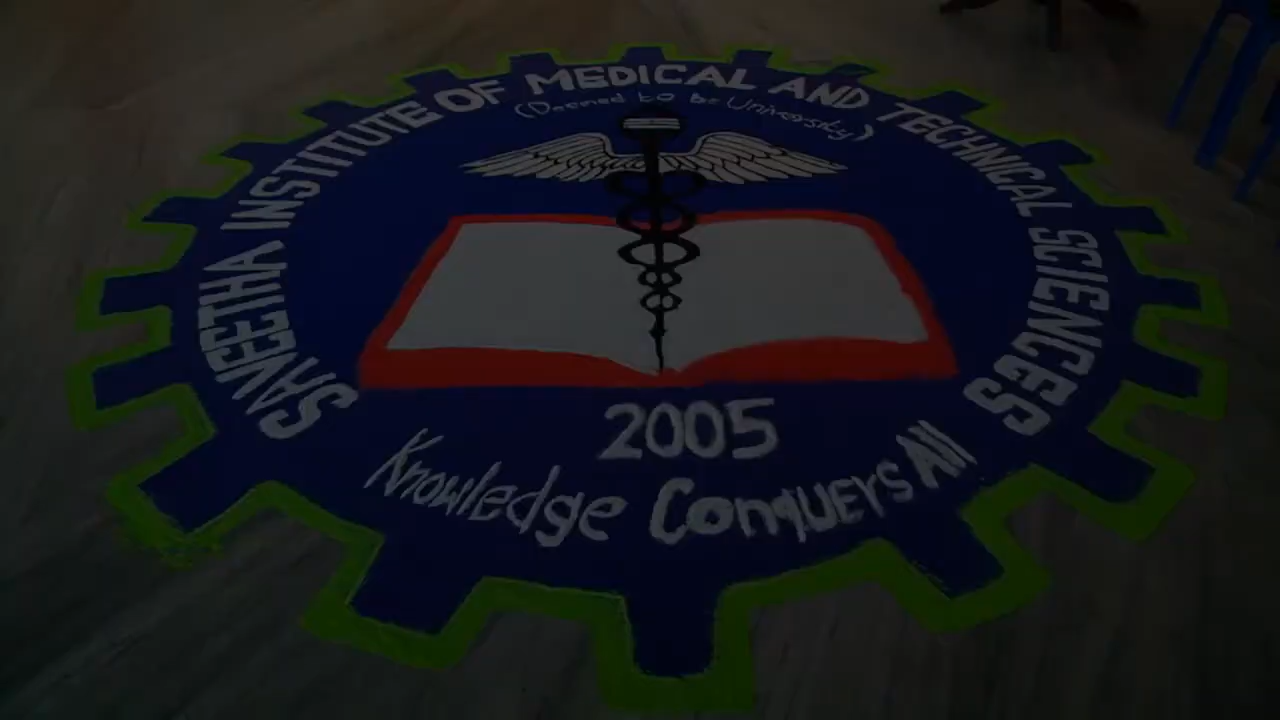 SAVEETHA INSTITUTE OF MEDICAL AND TECHNICAL SCIENCES
(Deemed to be University)
2005
Knowledge Conquers All